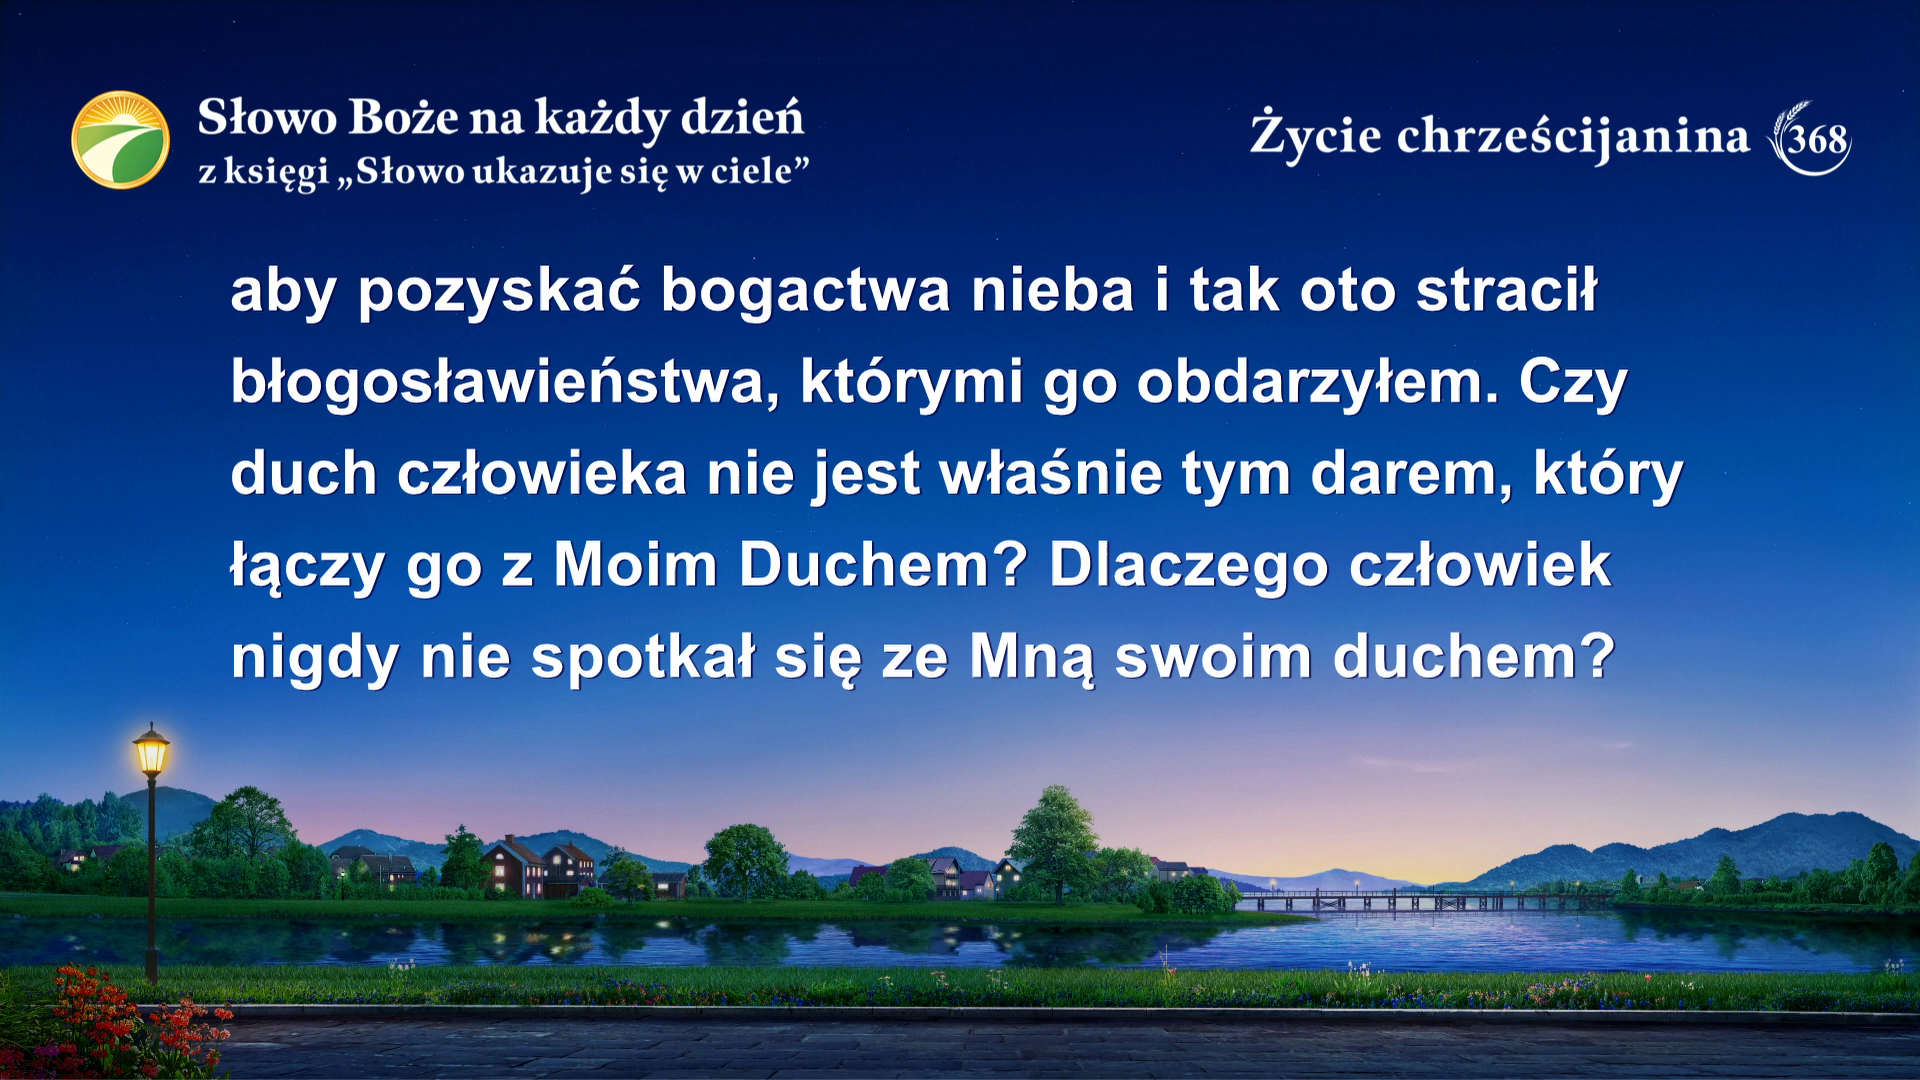 Słowo Boże na każdy dzień
z księgi „Słowo ukazuje się w ciele”
Życie chrześcijanina 368
aby pozyskać bogactwa nieba i tak oto stracił
błogosławieństwa, którymi go obdarzyłem. Czy
duch człowieka nie jest właśnie tym darem, który
łączy go z Moim Duchem? Dlaczego człowiek
nigdy nie spotkał się ze Mną swoim duchem?